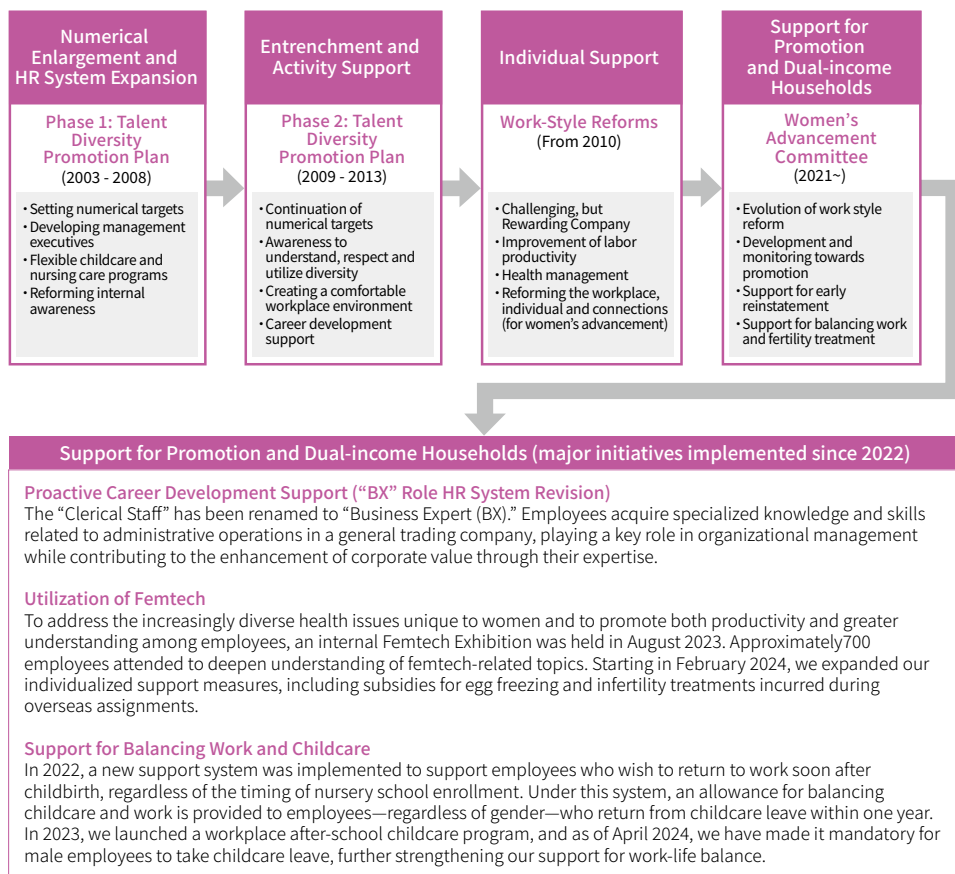 Numerical
Enlargement and
HR System Expansion
Phase 1: Talent
Diversity
Promotion Plan
(2003 - 2008)
・Setting numerical targets
・Developing management
executives
・Flexible childcare and
nursing care programs
・Reforming internal
awareness
Entrenchment and
Activity Support
Phase 2: Talent
Diversity
Promotion Plan
(2009 - 2013)
・Continuation of
numerical targets
・Awareness to
understand, respect and
utilize diversity
・Creating a comfortable
workplace environment
・Career development
support
Individual Support
Work-Style Reforms
(From 2010)
・Challenging, but
Rewarding Company
・Improvement of labor
productivity
・Health management
・Reforming the workplace,
individual and connections
(for women’s advancement)
Support for
Promotion
and Dual-income
Households
Women’s
Advancement
Committee
(2021~)
・Evolution of work style
reform
・Development and
monitoring towards
promotion
・Support for early
reinstatement
・Support for balancing work
and fertility treatment
Support for Promotion and Dual-income Households (major initiatives implemented since 2022)
Proactive Career Development Support (“BX” Role HR System Revision)
The “Clerical Staff” has been renamed to “Business Expert (BX).” Employees acquire specialized knowledge and skills
related to administrative operations in a general trading company, playing a key role in organizational management
while contributing to the enhancement of corporate value through their expertise.
Utilization of Femtech
To address the increasingly diverse health issues unique to women and to promote both productivity and greater
understanding among employees, an internal Femtech Exhibition was held in August 2023. Approximately700
employees attended to deepen understanding of femtech-related topics. Starting in February 2024, we expanded our
individualized support measures, including subsidies for egg freezing and infertility treatments incurred during
overseas assignments.
Support for Balancing Work and Childcare
In 2022, a new support system was implemented to support employees who wish to return to work soon after
childbirth, regardless of the timing of nursery school enrollment. Under this system, an allowance for balancing
childcare and work is provided to employees—regardless of gender—who return from childcare leave within one year.
In 2023, we launched a workplace after-school childcare program, and as of April 2024, we have made it mandatory for
male employees to take childcare leave, further strengthening our support for work-life balance.